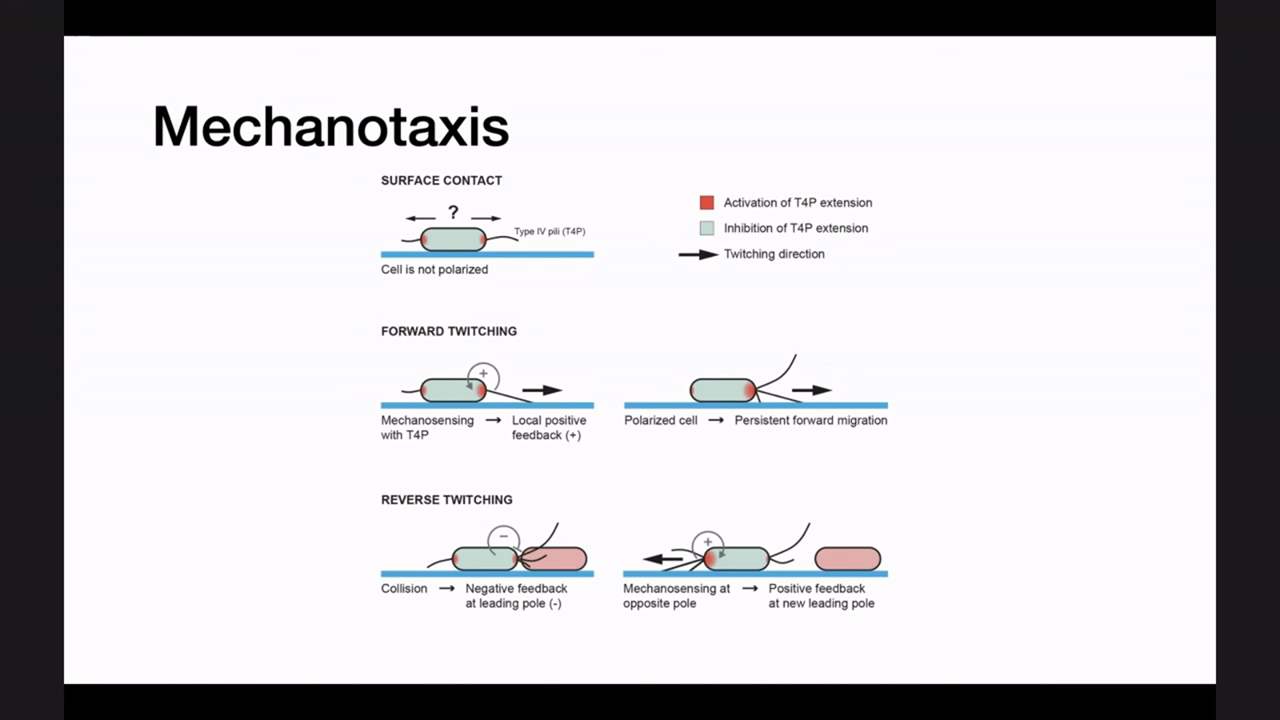 Mechanotaxis
SURFACE CONTACT
?
Type IV pili (T4P)
Cell is not polarized
Activation of T4P extension
Inhibition of T4P extension
Twitching direction
FORWARD TWITCHING
+
Mechanosensing → Local positive
with T4P feedback (+)
Polarized cell → Persistent forward migration
REVERSE TWITCHING
−
Collision → Negative feedback
at leading pole (-)
+
Mechanosensing at → Positive feedback
opposite pole at new leading pole